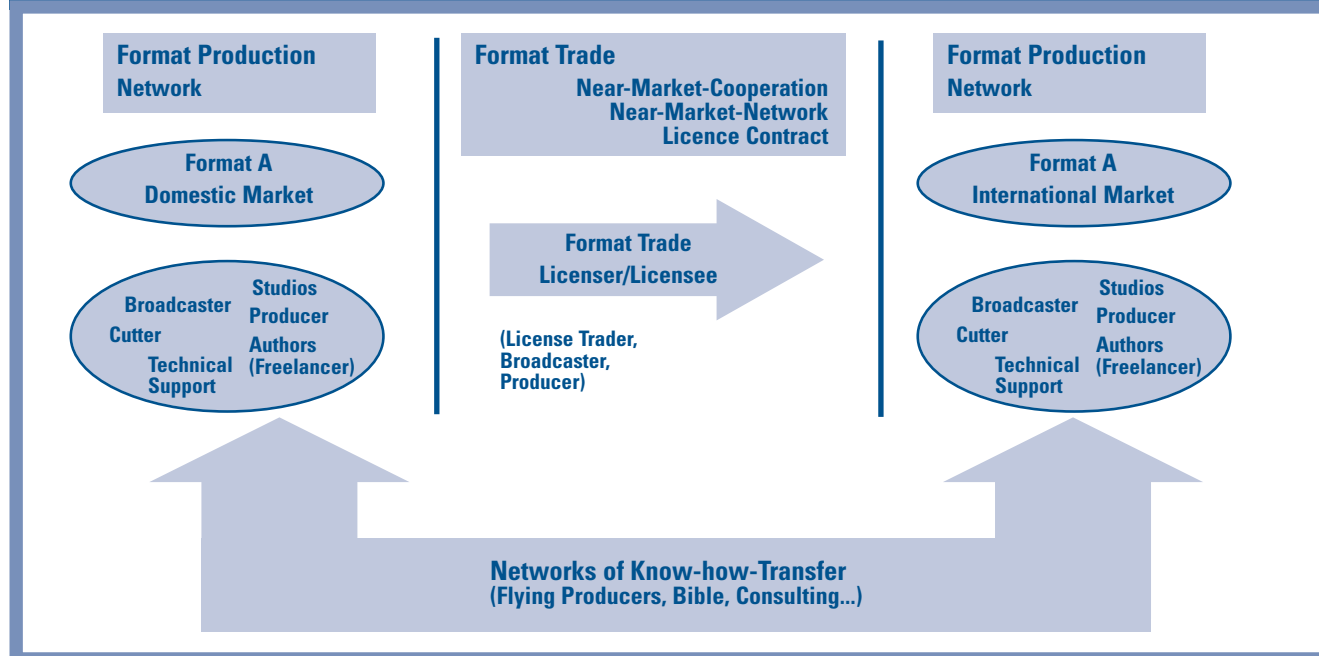 Format Production
Network
Format A
Domestic Market
Broadcaster
Cutter
Technical
Support
Studios
Producer
Authors
(Freelancer)
Format Trade
Near-Market-Cooperation
Near-Market-Network
Licence Contract
Format Trade
Licenser/Licensee
(License Trader,
Broadcaster,
Producer)
Format Production
Network
Format A
International Market
Broadcaster
Cutter
Technical
Support
Studios
Producer
Authors
(Freelancer)
Networks of Know-how-Transfer
(Flying Producers, Bible, Consulting...)